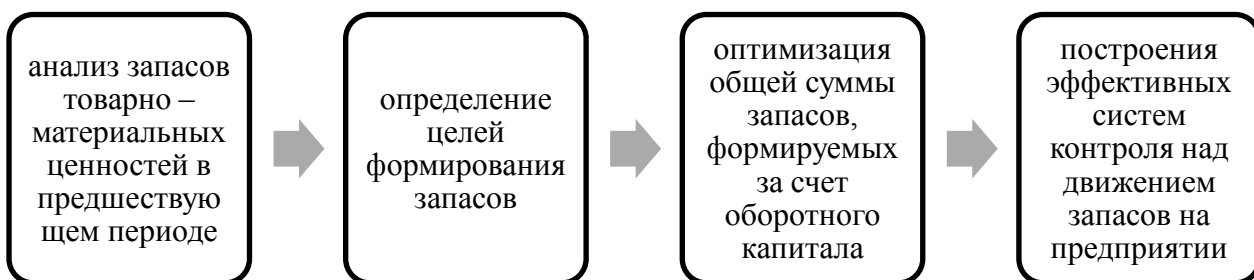 анализ запасов
товарно –
материальных
ценностей в
предшествую
щем периоде
определение
целей
формирования
запасов
оптимизация
общей суммы
запасов,
формируемых
за счет
оборотного
капитала
построения
эффективных
систем
контроля над
движением
запасов на
предприятии